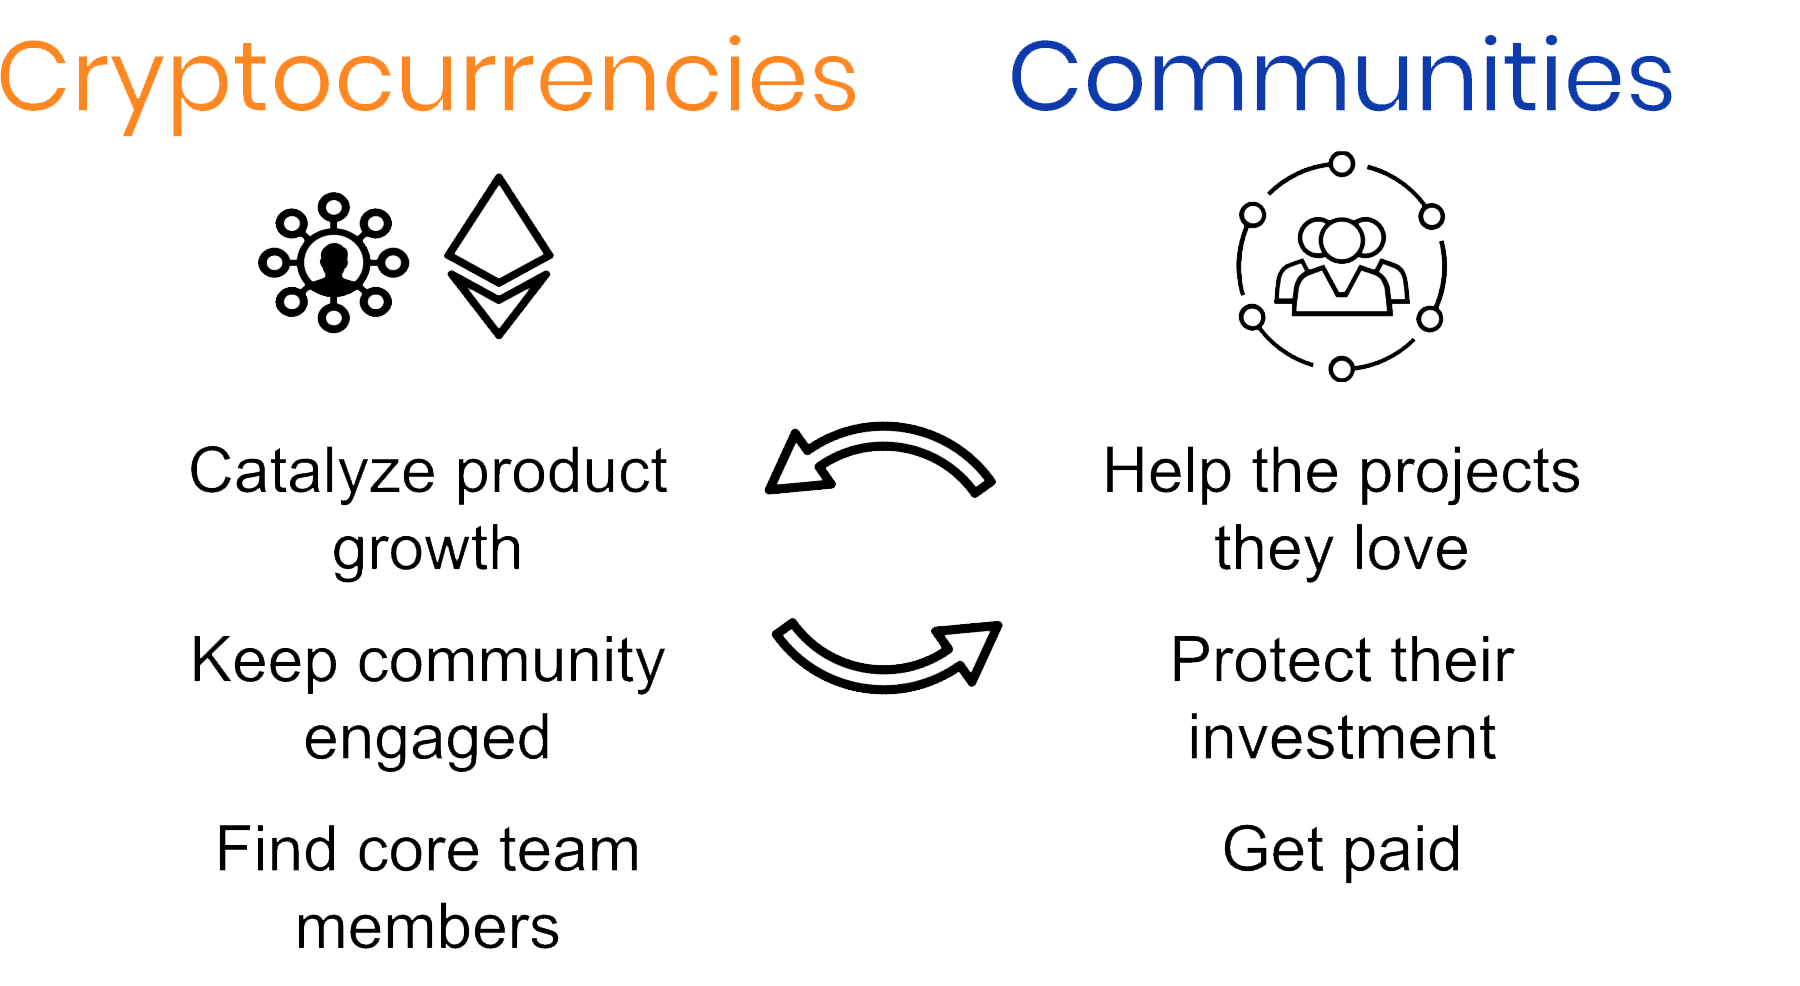 Cryptocurrencies
Communities
Catalyze product
growth
Keep community
engaged
Find core team
members
Help the projects
they love
Protect their
investment
Get paid